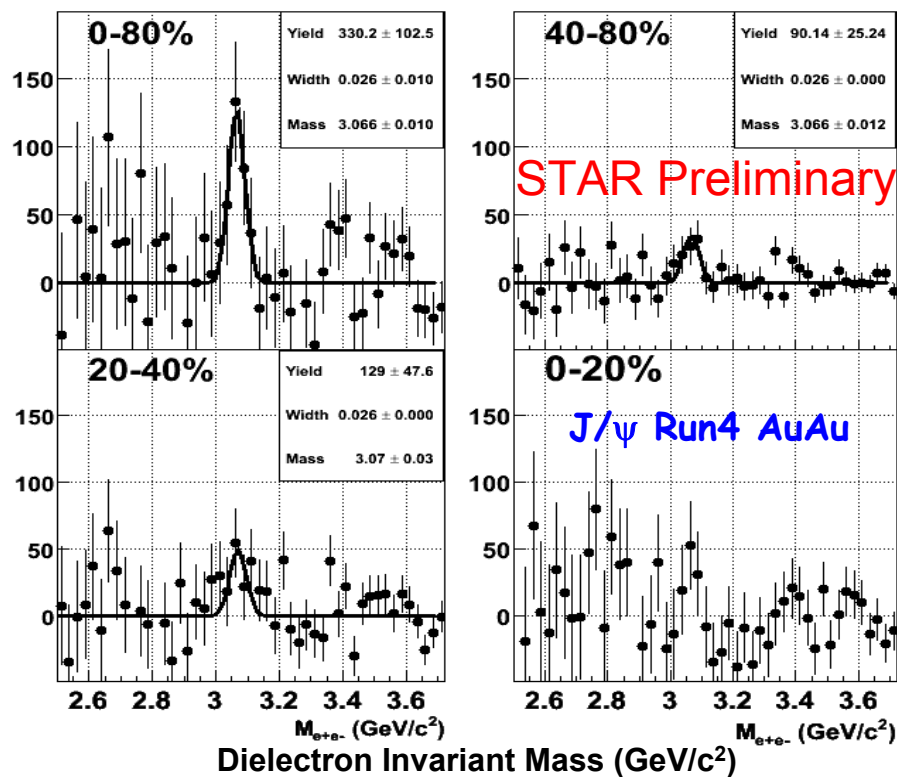 0-80%
Yield 330.2 ± 102.5
Width 0.026 ± 0.010
Mass 3.066 ± 0.010
150
100
50
0
40-80%
Yield 90.14 ± 25.24
Width 0.026 ± 0.000
Mass 3.066 ± 0.012
STAR Preliminary
150
100
50
0
20-40%
Yield 129 ± 47.6
Width 0.026 ± 0.000
Mass 3.07 ± 0.03
150
100
50
0
2.6 2.8 3 3.2 3.4 3.6
M_{e+e-} (GeV/c²)
0-20%
J/ψ Run4 AuAu
150
100
50
0
2.6 2.8 3 3.2 3.4 3.6
M_{e+e-} (GeV/c²)
Dielectron Invariant Mass (GeV/c²)